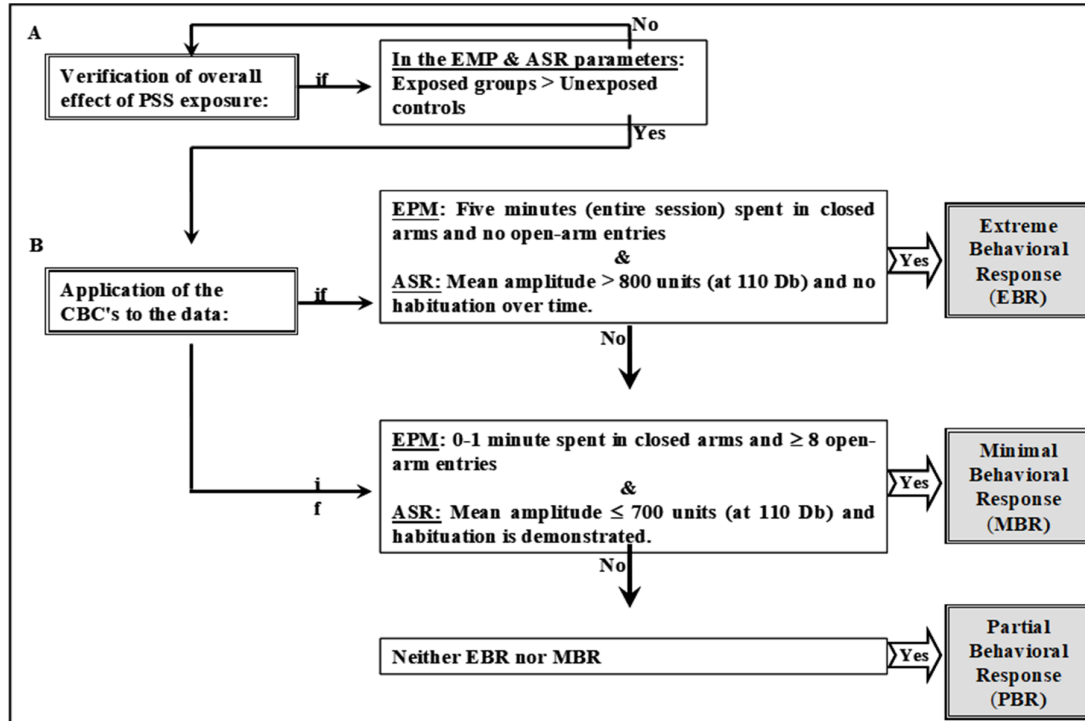 No
A
Verification of overall
effect of PSS exposure:
if
In the EMP & ASR parameters:
Exposed groups > Unexposed
controls
Yes
B
Application of the
CBC's to the data:
if
EPM: Five minutes (entire session) spent in closed
arms and no open-arm entries
&
ASR: Mean amplitude > 800 units (at 110 Db) and no
habituation over time.
Yes
Extreme
Behavioral
Response
(EBR)
No
i
f
EPM: 0-1 minute spent in closed arms and ≥ 8 open-
arm entries
&
ASR: Mean amplitude ≤ 700 units (at 110 Db) and
habituation is demonstrated.
Yes
Minimal
Behavioral
Response
(MBR)
No
Neither EBR nor MBR
Yes
Partial
Behavioral
Response
(PBR)